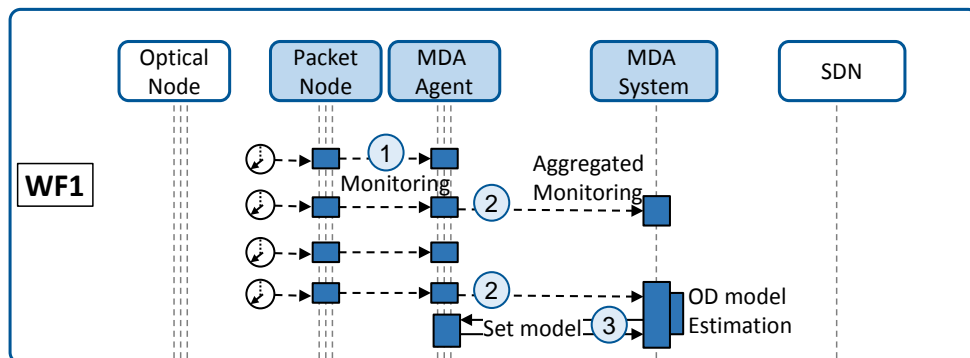 Optical
Node
Packet
Node
MDA
Agent
MDA
System
SDN
WF1
1
Monitoring
Aggregated
Monitoring
2
2
OD model
Estimation
Set model
3